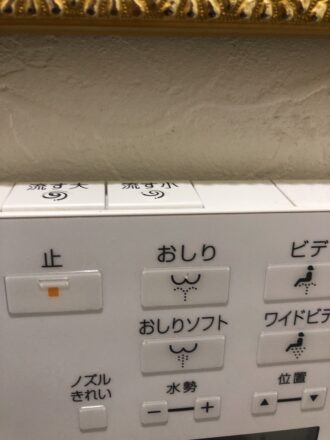 流す大
流す小
止
おしり
ビデ
おしりソフト
ワイドビデ
ノズル
きれい
水勢
位置
− +
▲ ▼